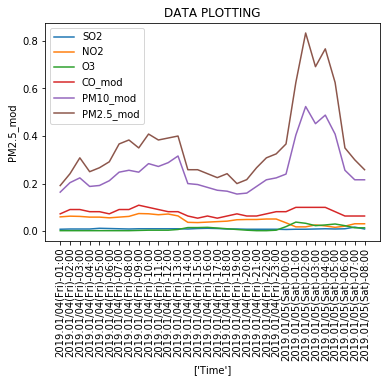 DATA PLOTTING
PM2.5_mod
0.8
0.6
0.4
0.2
0.0
SO2
NO2
O3
CO_mod
PM10_mod
PM2.5_mod
2019.01/04(Fri)-01:00
2019.01/04(Fri)-02:00
2019.01/04(Fri)-03:00
2019.01/04(Fri)-04:00
2019.01/04(Fri)-05:00
2019.01/04(Fri)-06:00
2019.01/04(Fri)-07:00
2019.01/04(Fri)-08:00
2019.01/04(Fri)-09:00
2019.01/04(Fri)-10:00
2019.01/04(Fri)-11:00
2019.01/04(Fri)-12:00
2019.01/04(Fri)-13:00
2019.01/04(Fri)-14:00
2019.01/04(Fri)-15:00
2019.01/04(Fri)-16:00
2019.01/04(Fri)-17:00
2019.01/04(Fri)-18:00
2019.01/04(Fri)-19:00
2019.01/04(Fri)-20:00
2019.01/04(Fri)-21:00
2019.01/04(Fri)-22:00
2019.01/04(Fri)-23:00
2019.01/05(Sat)-00:00
2019.01/05(Sat)-01:00
2019.01/05(Sat)-02:00
2019.01/05(Sat)-03:00
2019.01/05(Sat)-04:00
2019.01/05(Sat)-05:00
2019.01/05(Sat)-06:00
2019.01/05(Sat)-07:00
2019.01/05(Sat)-08:00
['Time']